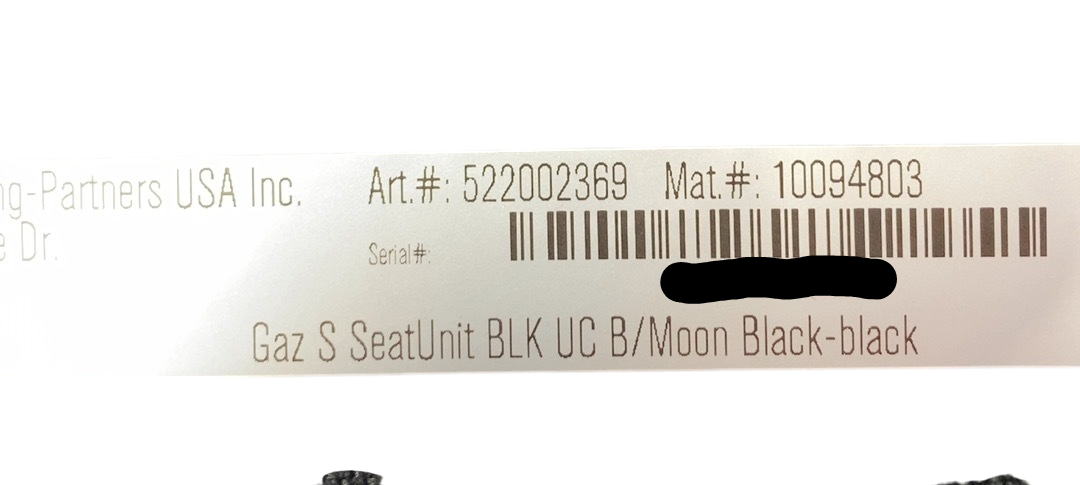 ng-Partners USA Inc. Art.#: 522002369 Mat.#: 10094803
e Dr. Serial#:
Gaz S SeatUnit BLK UC B/Moon Black-black